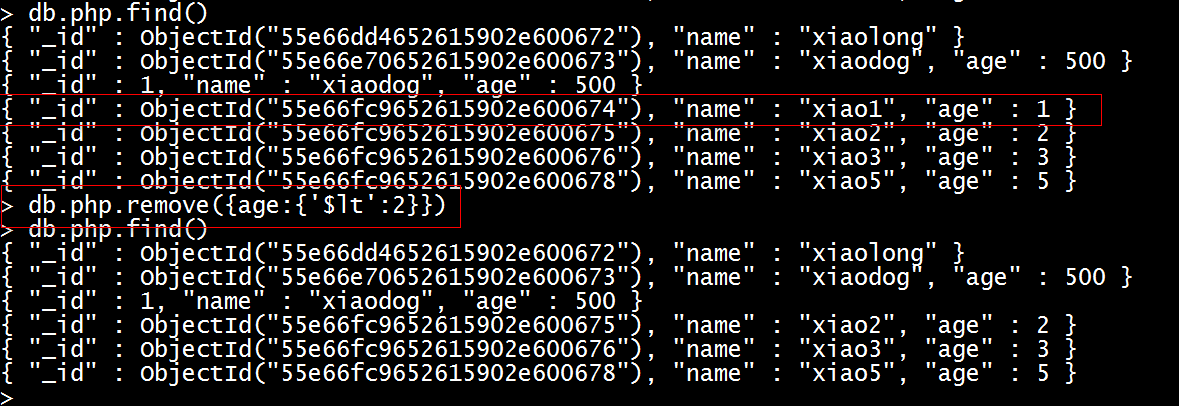 > db.php.find()
{ "_id" : ObjectId("55e66dd4652615902e600672"), "name" : "xiaolong" }
{ "_id" : ObjectId("55e66e70652615902e600673"), "name" : "xiaodog", "age" : 500 }
{ "_id" : 1, "name" : "xiaodog", "age" : 500 }
{ "_id" : ObjectId("55e66fc9652615902e600674"), "name" : "xiao1", "age" : 1 }
{ "_id" : ObjectId("55e66fc9652615902e600675"), "name" : "xiao2", "age" : 2 }
{ "_id" : ObjectId("55e66fc9652615902e600676"), "name" : "xiao3", "age" : 3 }
{ "_id" : ObjectId("55e66fc9652615902e600678"), "name" : "xiao5", "age" : 5 }
> db.php.remove({age:{'$lt':2}})
> db.php.find()
{ "_id" : ObjectId("55e66dd4652615902e600672"), "name" : "xiaolong" }
{ "_id" : ObjectId("55e66e70652615902e600673"), "name" : "xiaodog", "age" : 500 }
{ "_id" : 1, "name" : "xiaodog", "age" : 500 }
{ "_id" : ObjectId("55e66fc9652615902e600675"), "name" : "xiao2", "age" : 2 }
{ "_id" : ObjectId("55e66fc9652615902e600676"), "name" : "xiao3", "age" : 3 }
{ "_id" : ObjectId("55e66fc9652615902e600678"), "name" : "xiao5", "age" : 5 }
>